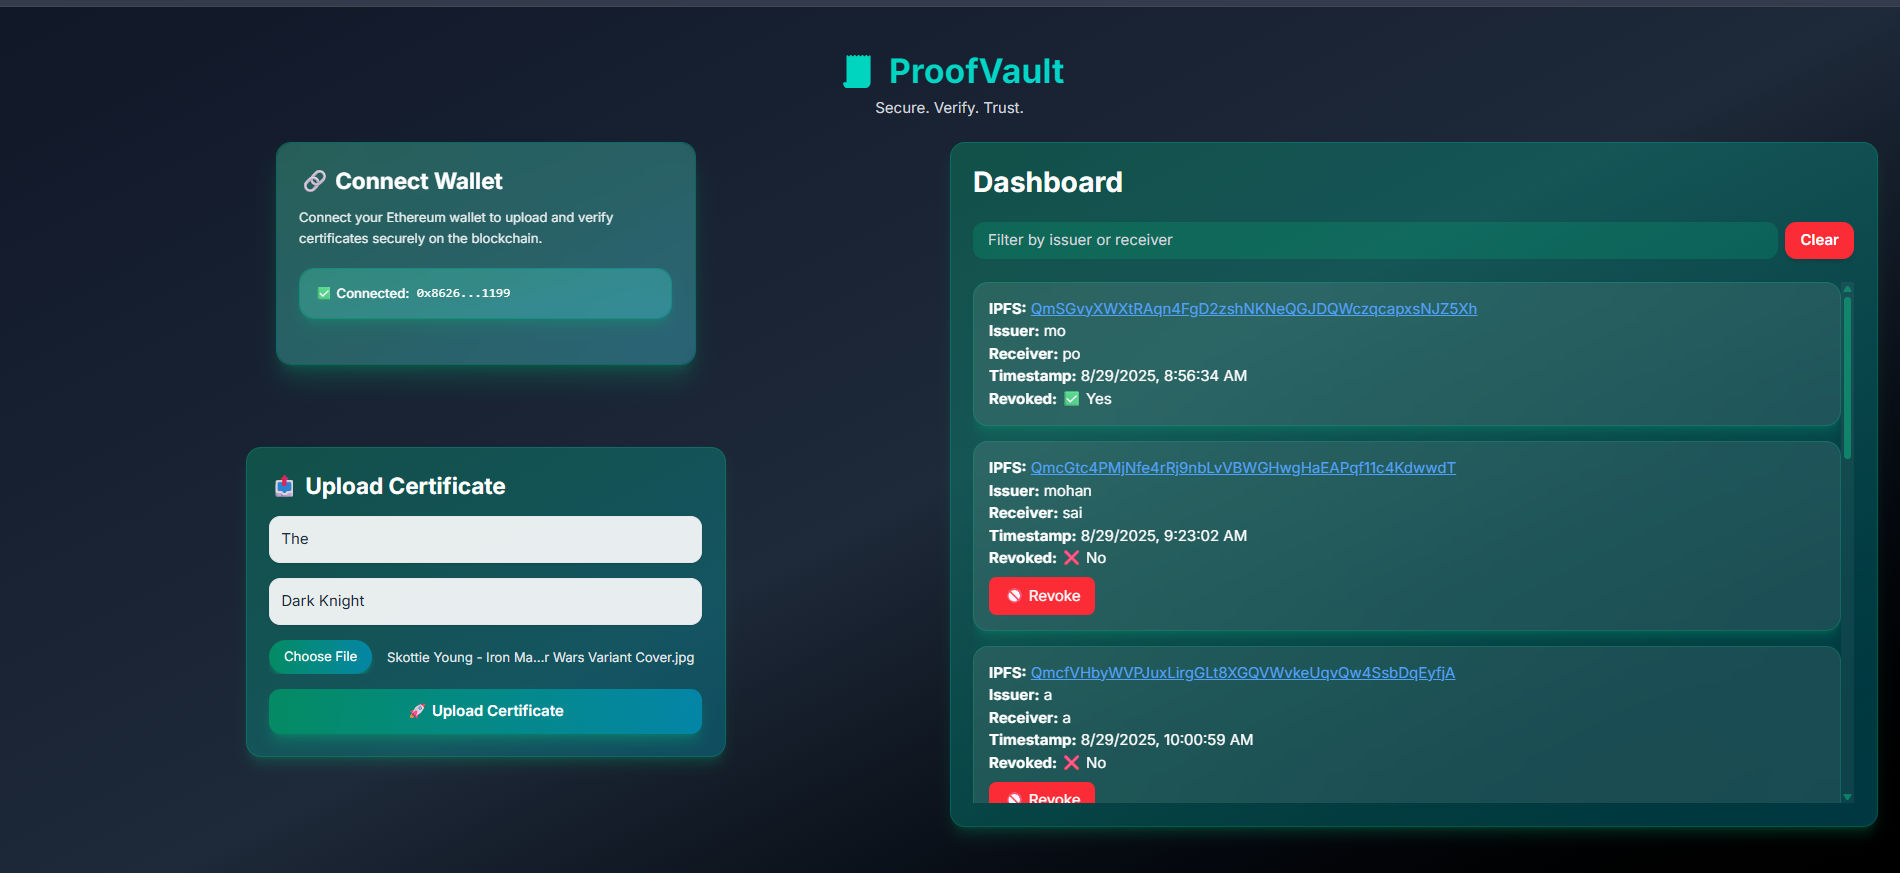 ProofVault
Secure. Verify. Trust.
Connect Wallet
Connect your Ethereum wallet to upload and verify
certificates securely on the blockchain.
Connected: 0x8626...1199
Upload Certificate
The
Dark Knight
Choose File Skottie Young - Iron Ma...r Wars Variant Cover.jpg
Upload Certificate
Dashboard
Filter by issuer or receiver Clear
IPFS: QmSGvyXWXtRAqn4FgD2zshNKNeQGJDQWczqcapxsNJZ5Xh
Issuer: mo
Receiver: po
Timestamp: 8/29/2025, 8:56:34 AM
Revoked: ✅ Yes
IPFS: QmcGtc4PMjNfe4rRj9nbLvVBWGHwgHaEAPqf11c4KdwwdT
Issuer: mohan
Receiver: sai
Timestamp: 8/29/2025, 9:23:02 AM
Revoked: ❌ No
Revoke
IPFS: QmcfVHbyWVPJuxLirgGLt8XGQVWvkeUqvQw4SsbDqEyfjA
Issuer: a
Receiver: a
Timestamp: 8/29/2025, 10:00:59 AM
Revoked: ❌ No
Revoke